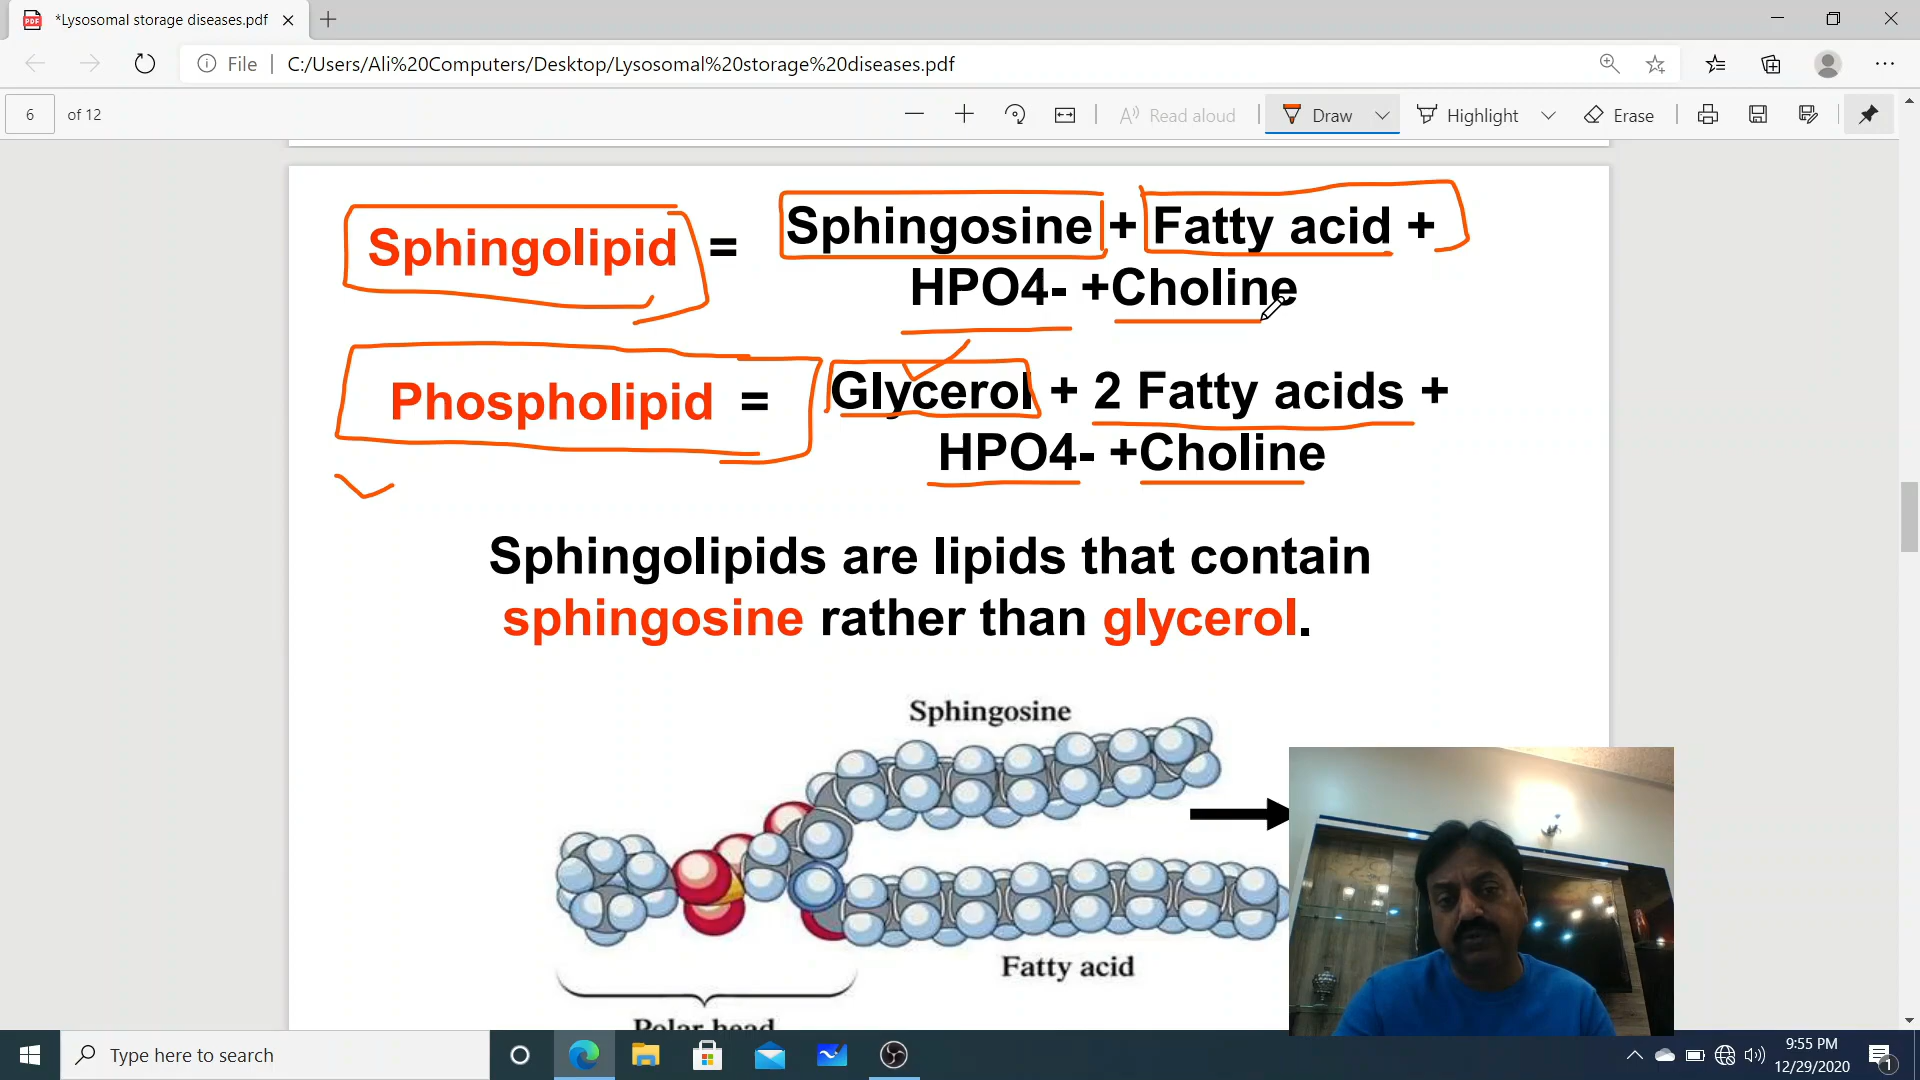 *Lysosomal storage diseases.pdf
File
C:/Users/Ali%20Computers/Desktop/Lysosomal%20storage%20diseases.pdf
6 of 12
Read aloud
Draw
Highlight
Erase
Sphingolipid = Sphingosine + Fatty acid +
HPO4- +Choline
Phospholipid = Glycerol + 2 Fatty acids +
HPO4- +Choline
Sphingolipids are lipids that contain
sphingosine rather than glycerol.
Sphingosine
Fatty acid
Polar head
Type here to search
9:55 PM
12/29/2020
1